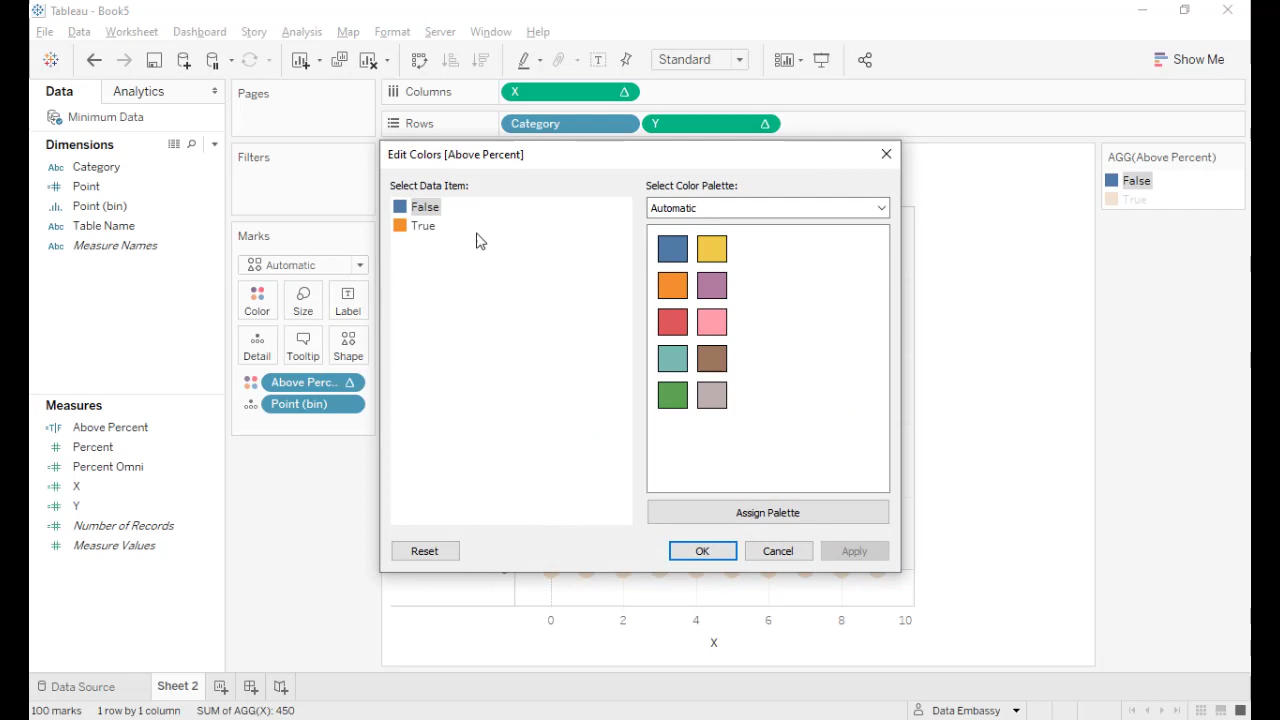 Tableau - Book5
File Data Worksheet Dashboard Story Analysis Map Format Server Window Help
Standard
Show Me
Data Analytics
Pages
Columns X
Rows Category Y
Minimum Data
Dimensions
Category
Point
Point (bin)
Table Name
Measure Names
Filters
Marks
Automatic
Color Size Label
Detail Tooltip Shape
Above Perc..
Point (bin)
Measures
Above Percent
Percent
Percent Omni
X
Y
Number of Records
Measure Values
Edit Colors [Above Percent]
Select Data Item:
False
True
Select Color Palette:
Automatic
Assign Palette
Reset OK Cancel Apply
AGG(Above Percent)
False
True
0 2 4 6 8 10
X
Data Source Sheet 2
100 marks 1 row by 1 column SUM of AGG(X): 450 Data Embassy